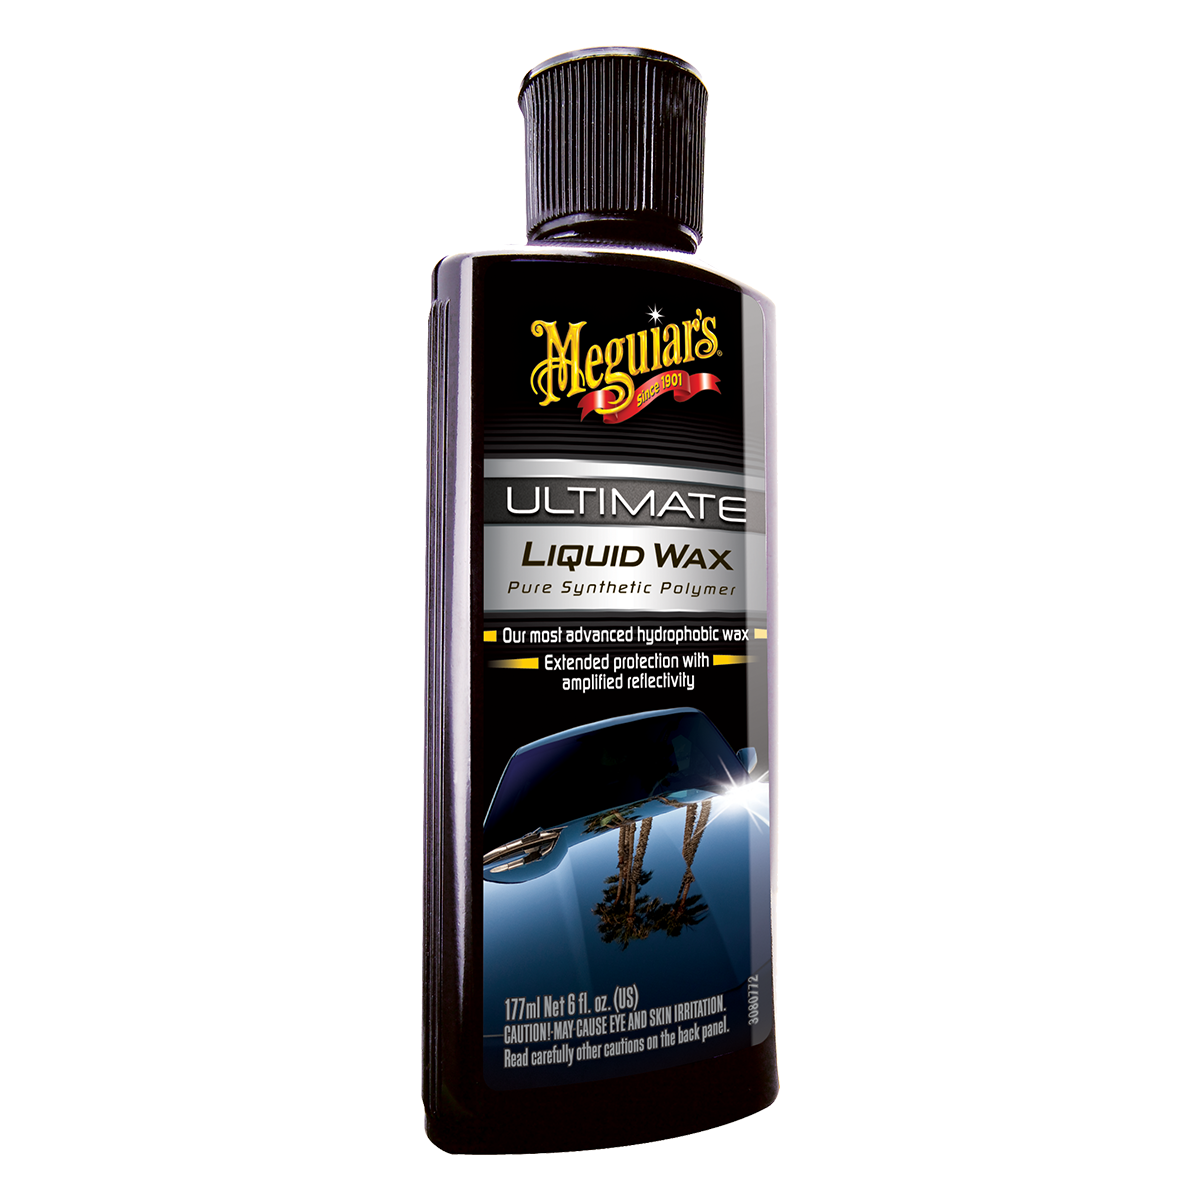 Meguiar's®
since 1901
ULTIMATE
LIQUID WAX
Pure Synthetic Polymer
Our most advanced hydrophobic wax
Extended protection with
amplified reflectivity
177ml Net 6 fl. oz. (US)
CAUTION!-MAY CAUSE EYE AND SKIN IRRITATION.
Read carefully other cautions on the back panel.
3080772